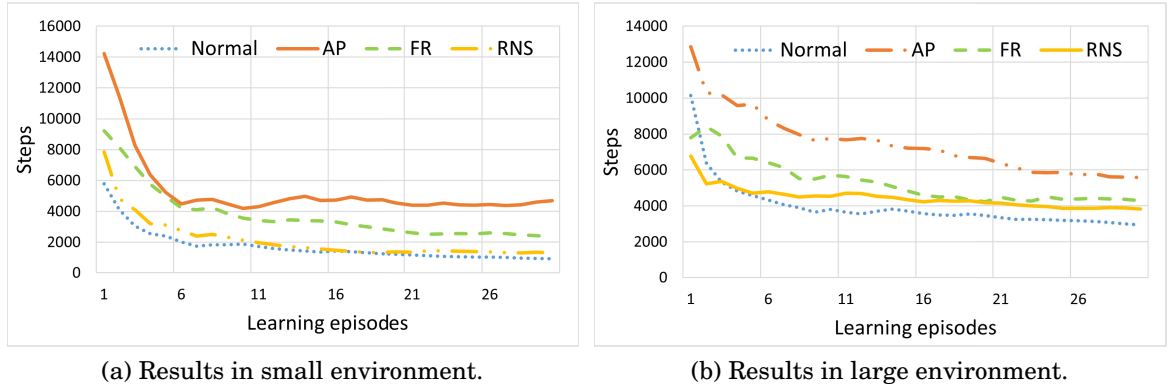 16000
14000
12000
10000
8000
6000
4000
2000
0
Steps
Normal AP FR RNS
1 6 11 16 21 26
Learning episodes
(a) Results in small environment.
14000
12000
10000
8000
6000
4000
2000
0
Steps
Normal AP FR RNS
1 6 11 16 21 26
Learning episodes
(b) Results in large environment.